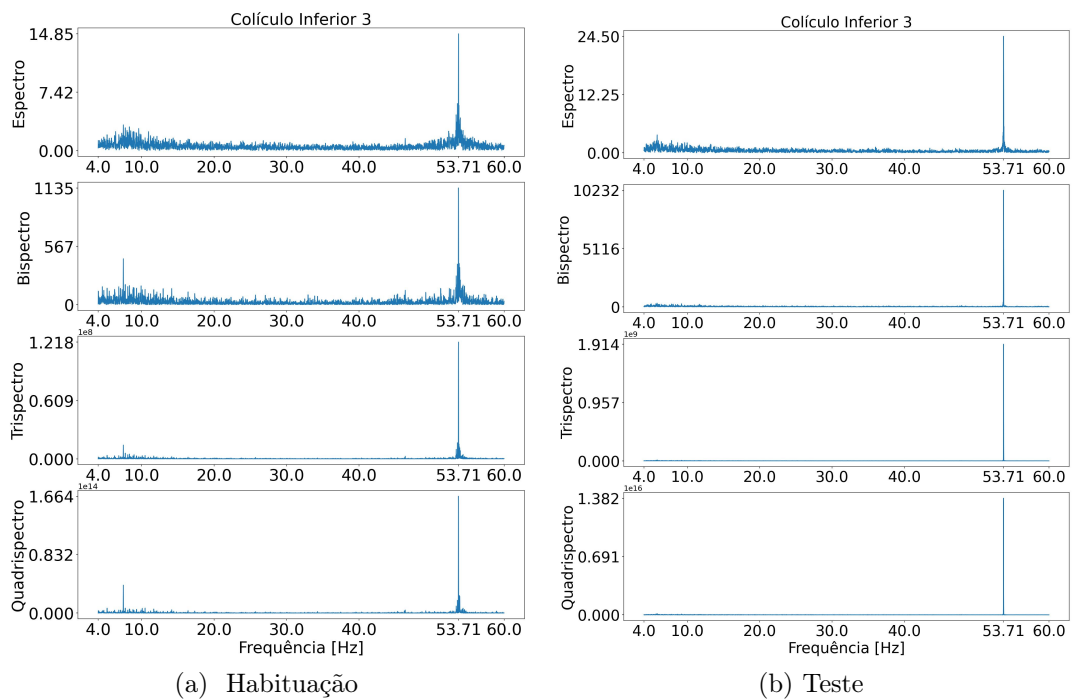 Colículo Inferior 3
14.85
7.42
0.00
Espectro
4.0 10.0 20.0 30.0 40.0 53.71 60.0
1135
567
0
Bispectro
4.0 10.0 20.0 30.0 40.0 53.71 60.0
1e8
1.218
0.609
0.000
Trispectro
4.0 10.0 20.0 30.0 40.0 53.71 60.0
1e14
1.664
0.832
0.000
Quadrispectro
4.0 10.0 20.0 30.0 40.0 53.71 60.0
Frequência [Hz]
(a) Habituação
Colículo Inferior 3
24.50
12.25
0.00
Espectro
4.0 10.0 20.0 30.0 40.0 53.71 60.0
10232
5116
0
Bispectro
4.0 10.0 20.0 30.0 40.0 53.71 60.0
1e9
1.914
0.957
0.000
Trispectro
4.0 10.0 20.0 30.0 40.0 53.71 60.0
1e16
1.382
0.691
0.000
Quadrispectro
4.0 10.0 20.0 30.0 40.0 53.71 60.0
Frequência [Hz]
(b) Teste